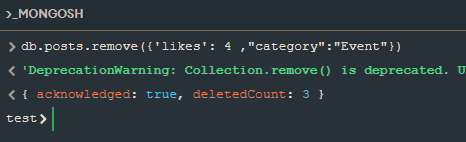 >_MONGOSH
> db.posts.remove({'likes': 4 ,"category":"Event"})
< 'DeprecationWarning: Collection.remove() is deprecated. U
< { acknowledged: true, deletedCount: 3 }
test>